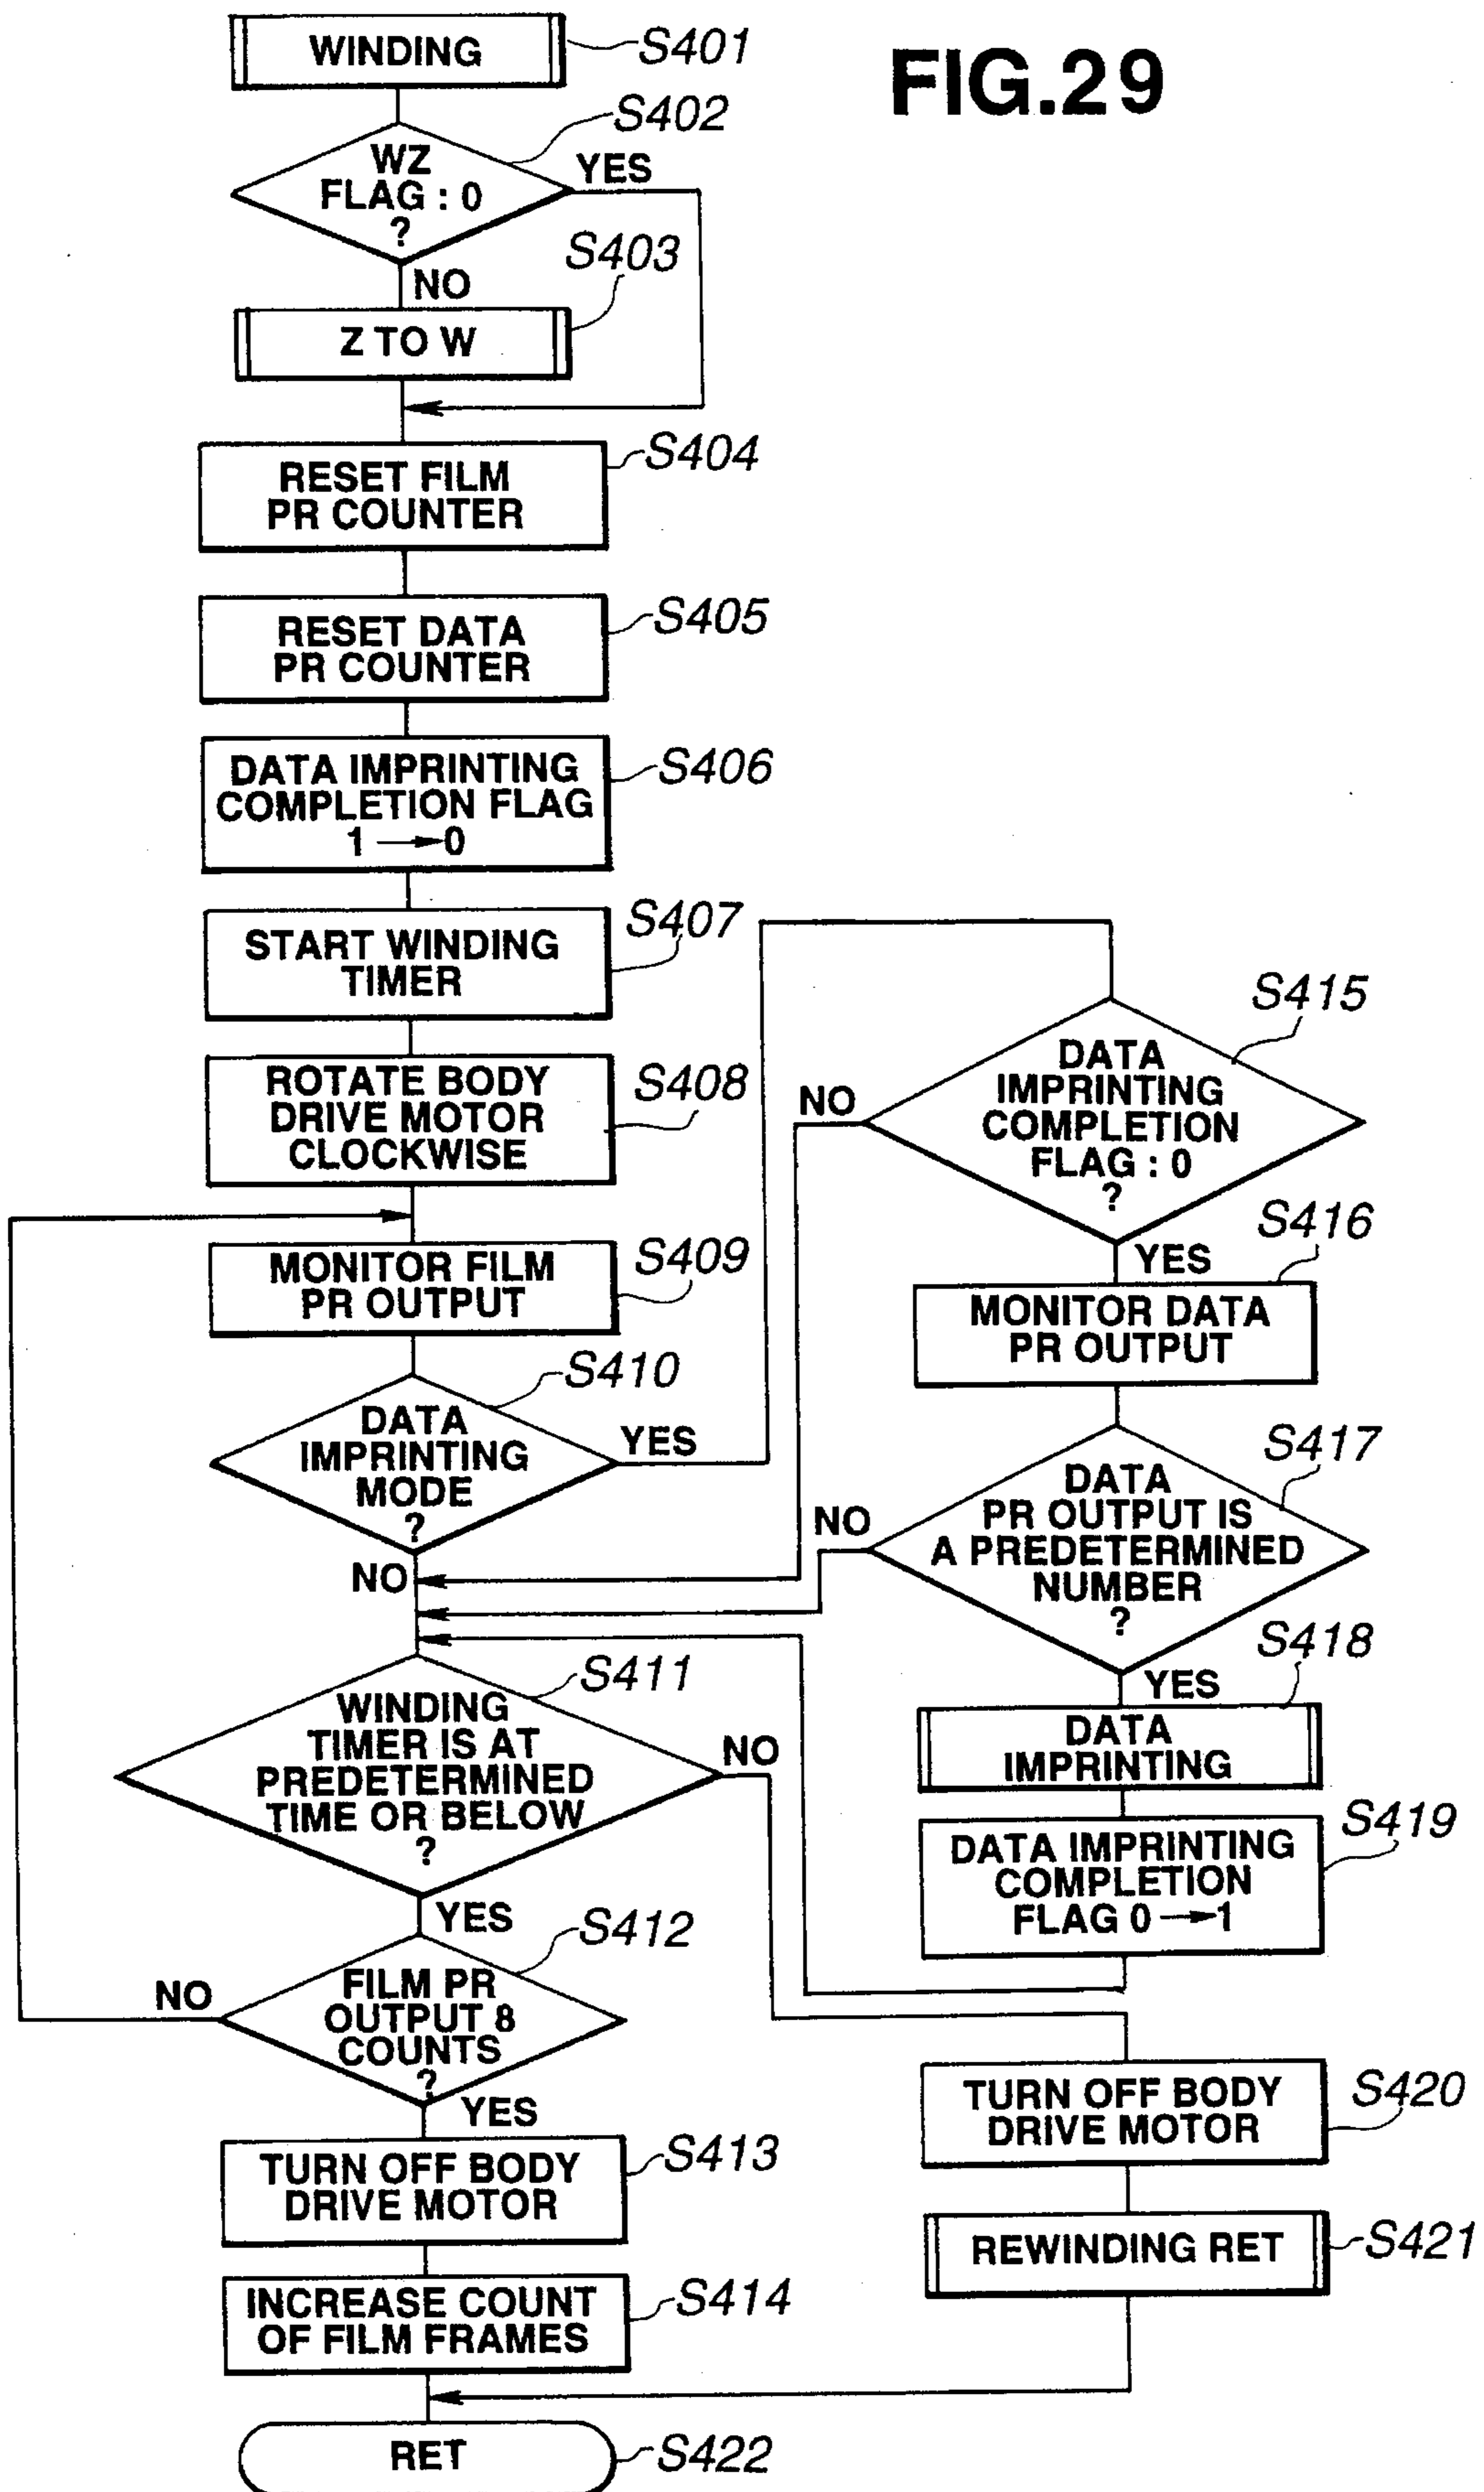 FIG.29
WINDING
S401
S402
WZ
FLAG : 0
?
YES
NO
S403
Z TO W
S404
RESET FILM
PR COUNTER
S405
RESET DATA
PR COUNTER
S406
DATA IMPRINTING
COMPLETION FLAG
1 → 0
S407
START WINDING
TIMER
S408
ROTATE BODY
DRIVE MOTOR
CLOCKWISE
S409
MONITOR FILM
PR OUTPUT
S410
DATA
IMPRINTING
MODE
?
YES
NO
S411
WINDING
TIMER IS AT
PREDETERMINED
TIME OR BELOW
?
NO
YES
S412
FILM PR
OUTPUT 8
COUNTS
?
NO
YES
S413
TURN OFF BODY
DRIVE MOTOR
S414
INCREASE COUNT
OF FILM FRAMES
S415
DATA
IMPRINTING
COMPLETION
FLAG : 0
?
NO
YES
S416
MONITOR DATA
PR OUTPUT
S417
DATA
PR OUTPUT IS
A PREDETERMINED
NUMBER
?
NO
YES
S418
DATA
IMPRINTING
S419
DATA IMPRINTING
COMPLETION
FLAG 0 → 1
S420
TURN OFF BODY
DRIVE MOTOR
S421
REWINDING RET
RET
S422